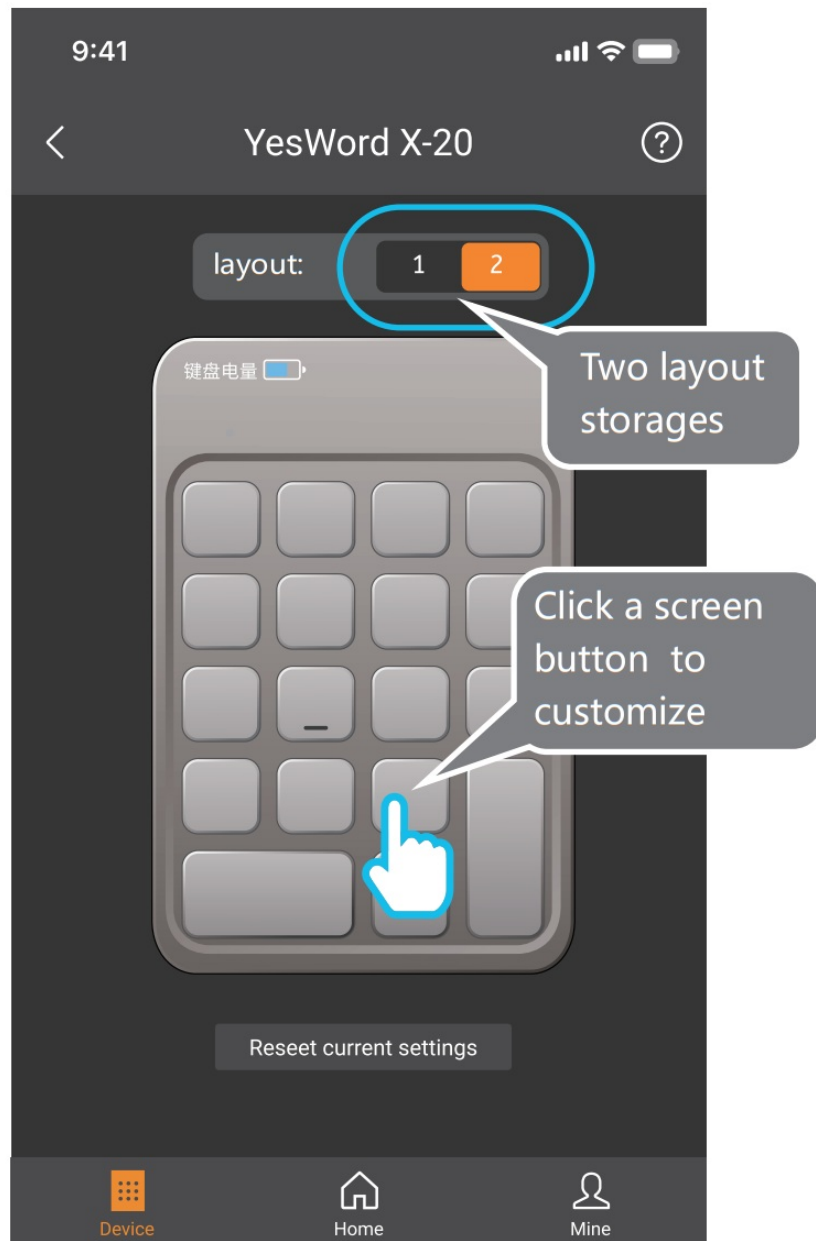 9:41
YesWord X-20
?
layout: 1 2
Two layout
storages
键盘电量
Click a screen
button to
customize
Reseet current settings
Device Home Mine